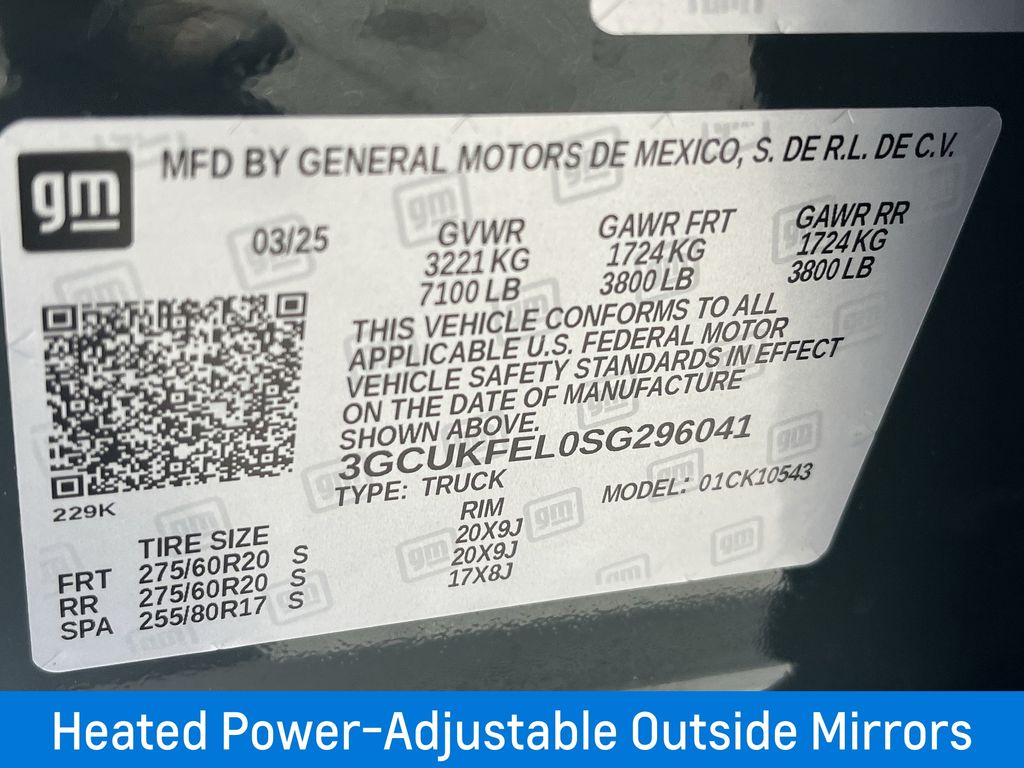 gm
MFD BY GENERAL MOTORS DE MEXICO, S. DE R.L. DE C.V.
03/25
GVWR
3221 KG
7100 LB
GAWR FRT
1724 KG
3800 LB
GAWR RR
1724 KG
3800 LB
THIS VEHICLE CONFORMS TO ALL
APPLICABLE U.S. FEDERAL MOTOR
VEHICLE SAFETY STANDARDS IN EFFECT
ON THE DATE OF MANUFACTURE
SHOWN ABOVE.
3GCUKFEL0SG296041
TYPE: TRUCK
MODEL: 01CK10543
229K
TIRE SIZE RIM
FRT 275/60R20 S 20X9J
RR 275/60R20 S 20X9J
SPA 255/80R17 S 17X8J
Heated Power-Adjustable Outside Mirrors